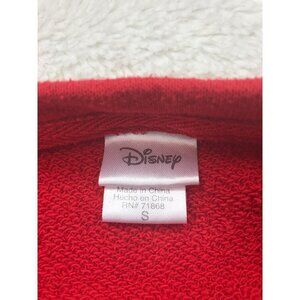 Disney
Made in China
Hecho en China
RN# 71868
S